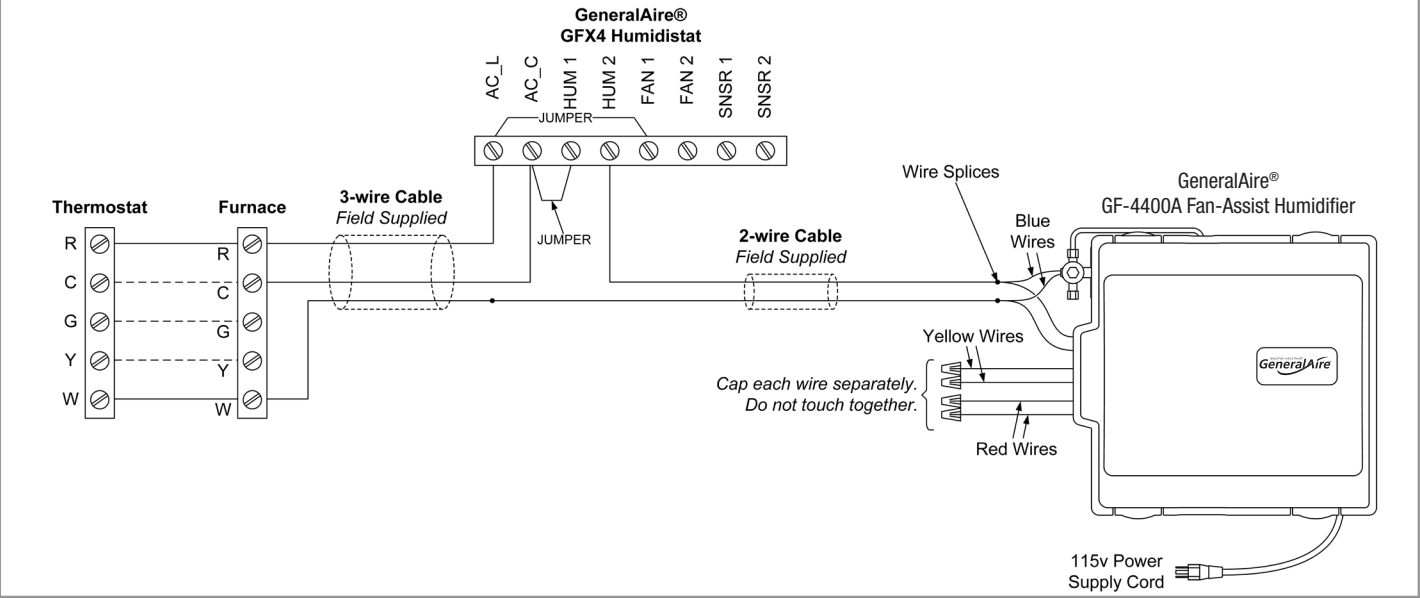 GeneralAire®
GFX4 Humidistat
AC_L
AC_C
HUM 1
HUM 2
FAN 1
FAN 2
SNSR 1
SNSR 2
JUMPER
JUMPER
Thermostat
Furnace
3-wire Cable
Field Supplied
2-wire Cable
Field Supplied
Wire Splices
Blue
Wires
GeneralAire®
GF-4400A Fan-Assist Humidifier
R
R
C
C
G
G
Y
Y
W
W
Yellow Wires
Cap each wire separately.
Do not touch together.
Red Wires
GeneralAire
115v Power
Supply Cord